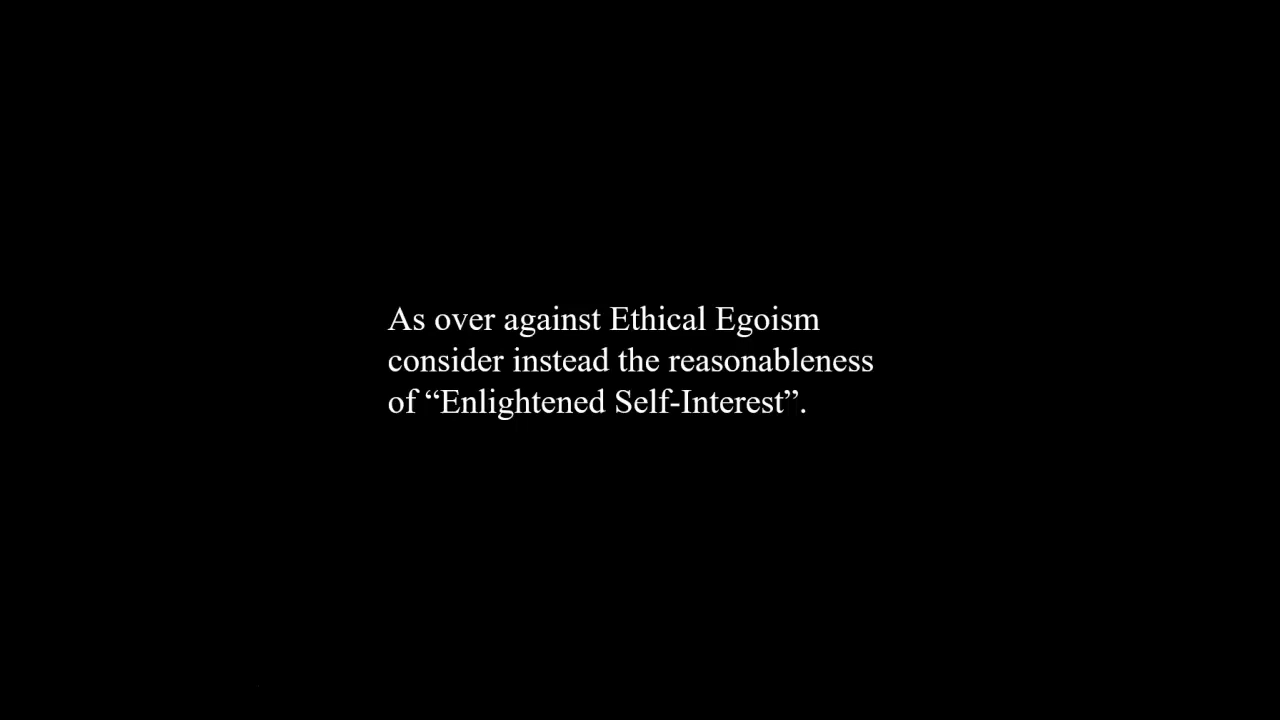 As over against Ethical Egoism
consider instead the reasonableness
of “Enlightened Self-Interest”.